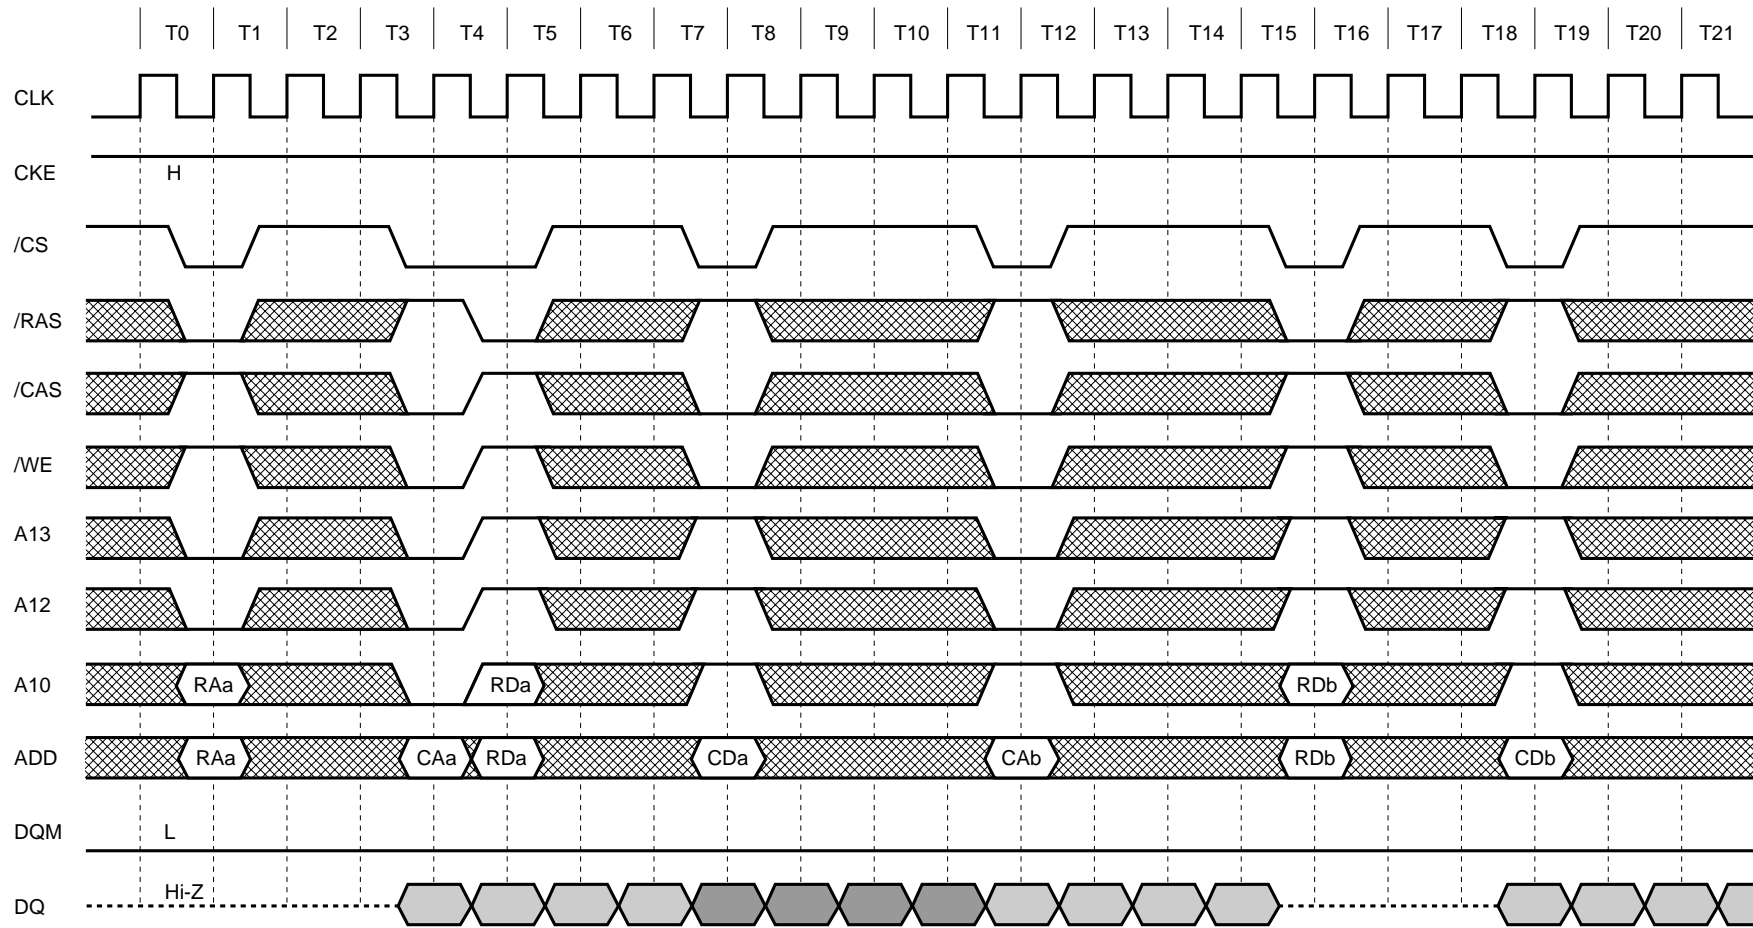 T0 T1 T2 T3 T4 T5 T6 T7 T8 T9 T10 T11 T12 T13 T14 T15 T16 T17 T18 T19 T20 T21
CLK
CKE H
/CS
/RAS
/CAS
/WE
A13
A12
A10 RAa RDa RDb
ADD RAa CAa RDa CDa CAb RDb CDb
DQM L
DQ Hi-Z